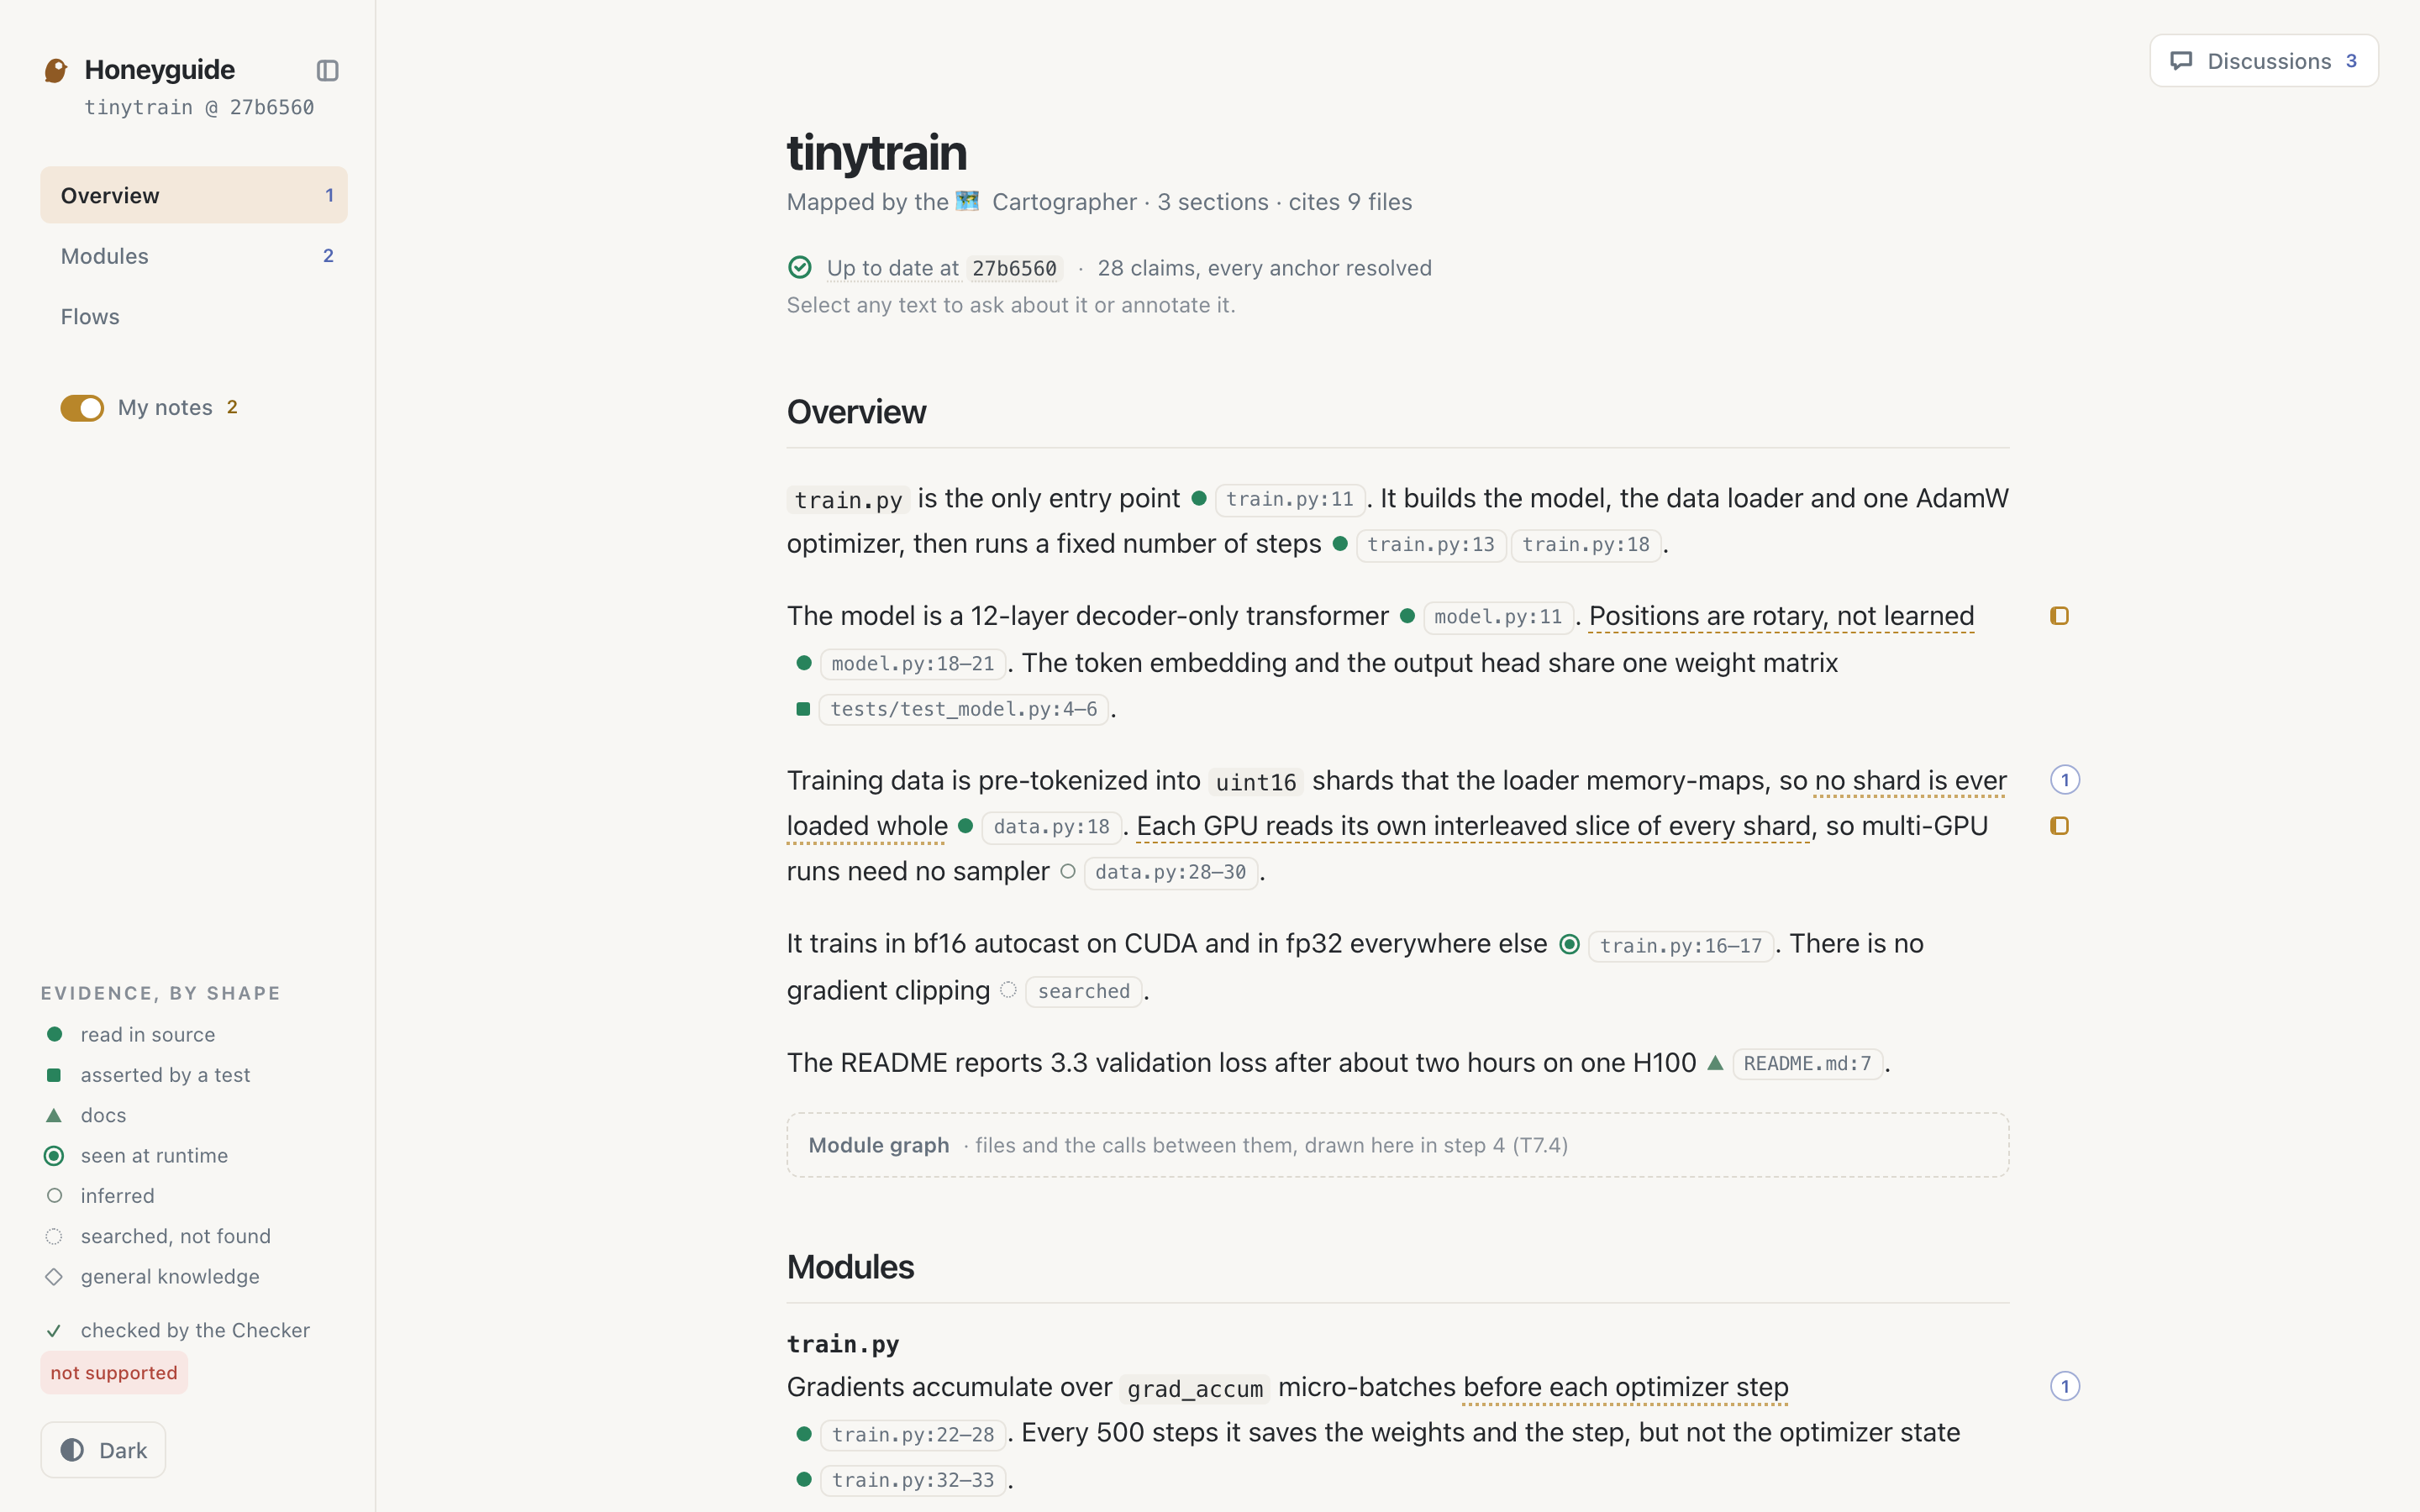 Honeyguide
tinytrain @ 27b6560
Overview 1
Modules 2
Flows
My notes 2
EVIDENCE, BY SHAPE
read in source
asserted by a test
docs
seen at runtime
inferred
searched, not found
general knowledge
checked by the Checker
not supported
Dark
Discussions 3
tinytrain
Mapped by the Cartographer · 3 sections · cites 9 files
Up to date at 27b6560 · 28 claims, every anchor resolved
Select any text to ask about it or annotate it.
Overview
train.py is the only entry point train.py:11. It builds the model, the data loader and one AdamW
optimizer, then runs a fixed number of steps train.py:13 train.py:18.
The model is a 12-layer decoder-only transformer model.py:11. Positions are rotary, not learned
model.py:18–21. The token embedding and the output head share one weight matrix
tests/test_model.py:4–6.
Training data is pre-tokenized into uint16 shards that the loader memory-maps, so no shard is ever 1
loaded whole data.py:18. Each GPU reads its own interleaved slice of every shard, so multi-GPU
runs need no sampler data.py:28–30.
It trains in bf16 autocast on CUDA and in fp32 everywhere else train.py:16–17. There is no
gradient clipping searched.
The README reports 3.3 validation loss after about two hours on one H100 README.md:7.
Module graph · files and the calls between them, drawn here in step 4 (T7.4)
Modules
train.py
Gradients accumulate over grad_accum micro-batches before each optimizer step 1
train.py:22–28. Every 500 steps it saves the weights and the step, but not the optimizer state
train.py:32–33.